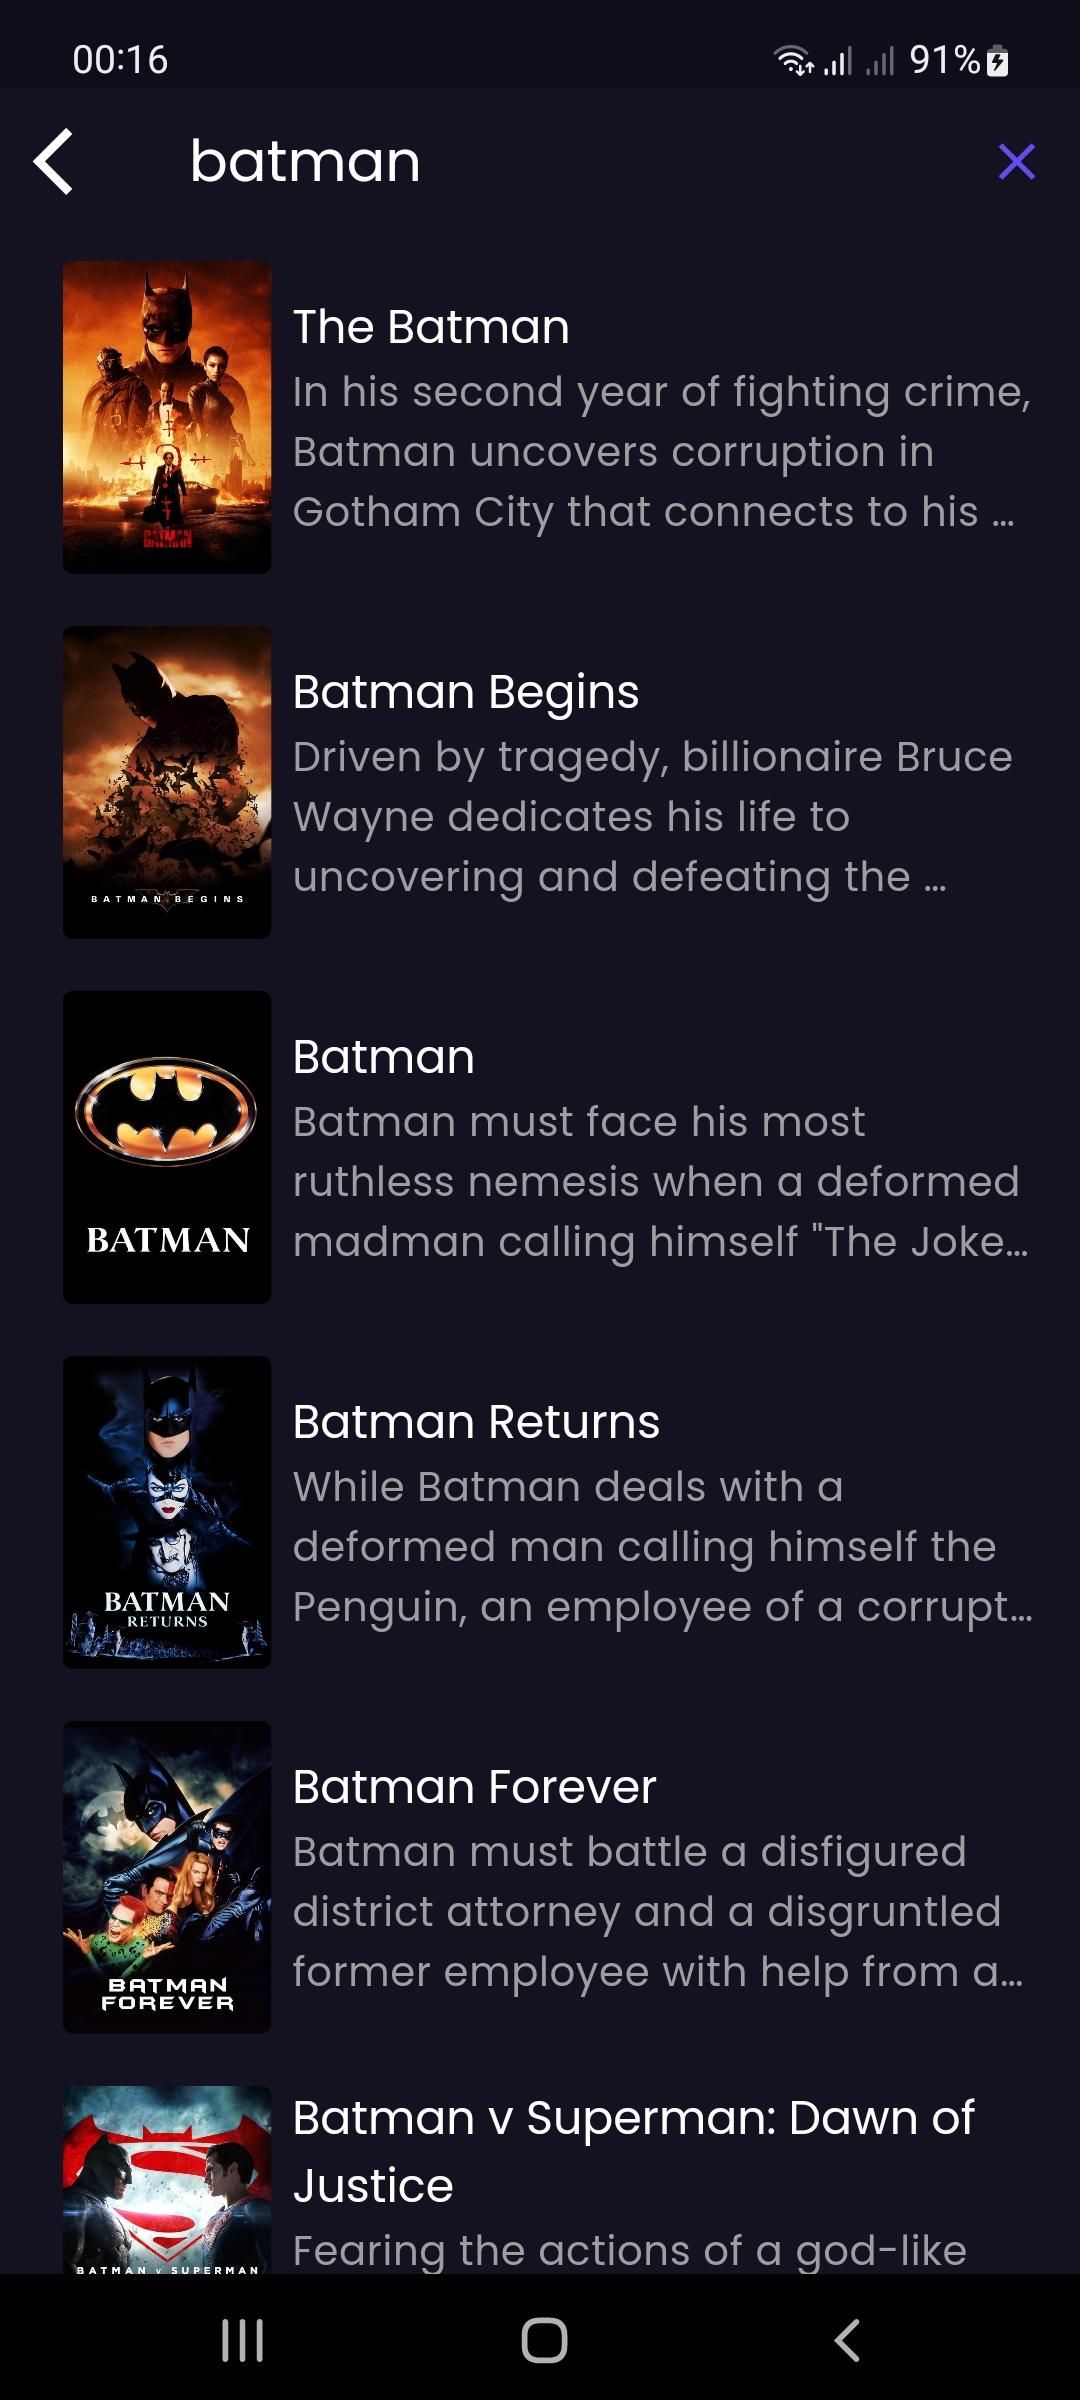 00:16
91%
batman
The Batman
In his second year of fighting crime,
Batman uncovers corruption in
Gotham City that connects to his ...
BATMAN
Batman Begins
Driven by tragedy, billionaire Bruce
Wayne dedicates his life to
uncovering and defeating the ...
BATMAN BEGINS
Batman
Batman must face his most
ruthless nemesis when a deformed
madman calling himself "The Joke...
BATMAN
Batman Returns
While Batman deals with a
deformed man calling himself the
Penguin, an employee of a corrupt...
BATMAN
RETURNS
Batman Forever
Batman must battle a disfigured
district attorney and a disgruntled
former employee with help from a...
BATMAN
FOREVER
Batman v Superman: Dawn of
Justice
Fearing the actions of a god-like
BATMAN v SUPERMAN